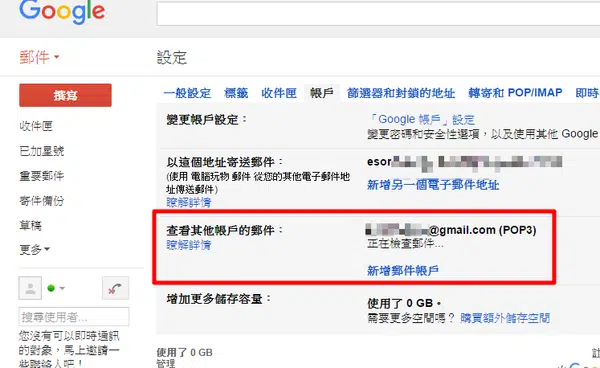 Google
郵件
設定
撰寫
一般設定 標籤 收件匣 帳戶 篩選器和封鎖的地址 轉寄和 POP/IMAP 即時
收件匣
已加星號
重要郵件
寄件備份
草稿
更多
搜尋使用者...
您沒有可以即時通訊
的對象，馬上邀請一
些聯絡人吧！
變更帳戶設定：
「Google 帳戶」設定
變更密碼和安全性選項，以及使用其他 Google
以這個地址寄送郵件：
(使用 電腦玩物 郵件 從您的其他電子郵件地
址傳送郵件)
瞭解詳情
esor
新增另一個電子郵件地址
查看其他帳戶的郵件：
瞭解詳情
@gmail.com (POP3)
正在檢查郵件...
新增郵件帳戶
增加更多儲存容量：
使用了 0 GB。
需要更多空間嗎？ 購買額外儲存空間
使用了 0 GB
管理